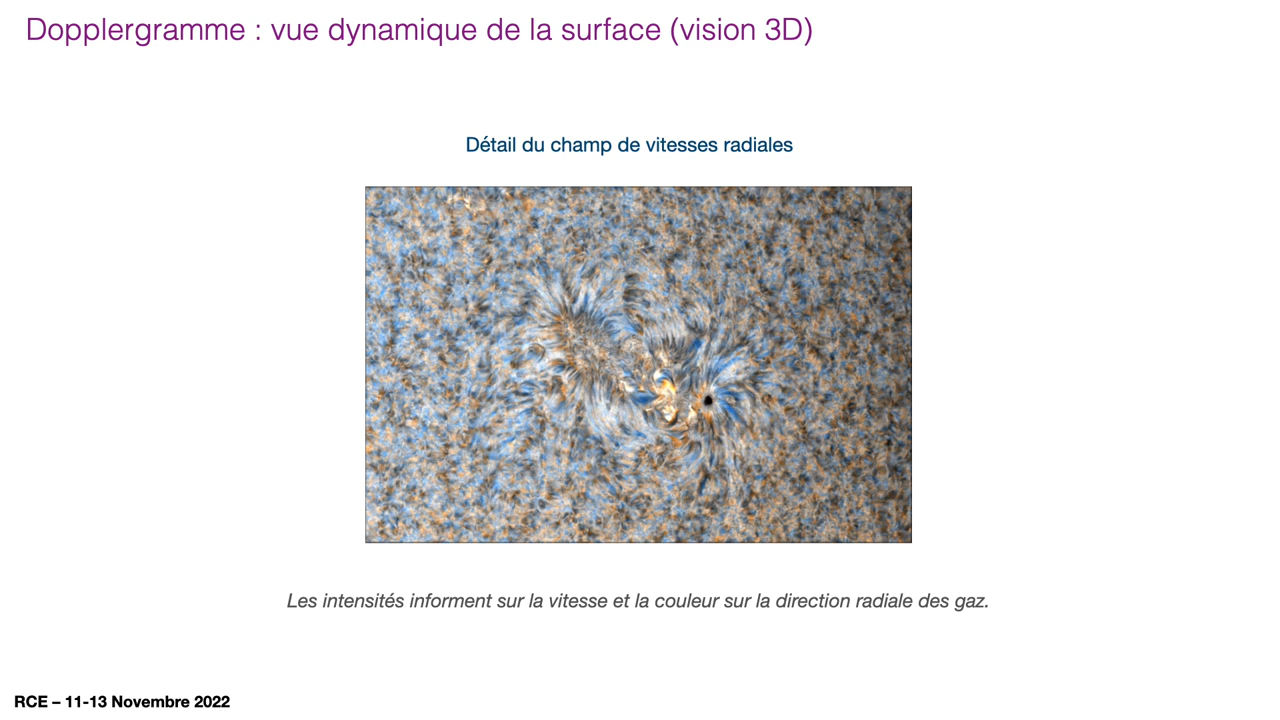 Dopplergramme : vue dynamique de la surface (vision 3D)
Détail du champ de vitesses radiales
Les intensités informent sur la vitesse et la couleur sur la direction radiale des gaz.
RCE – 11-13 Novembre 2022